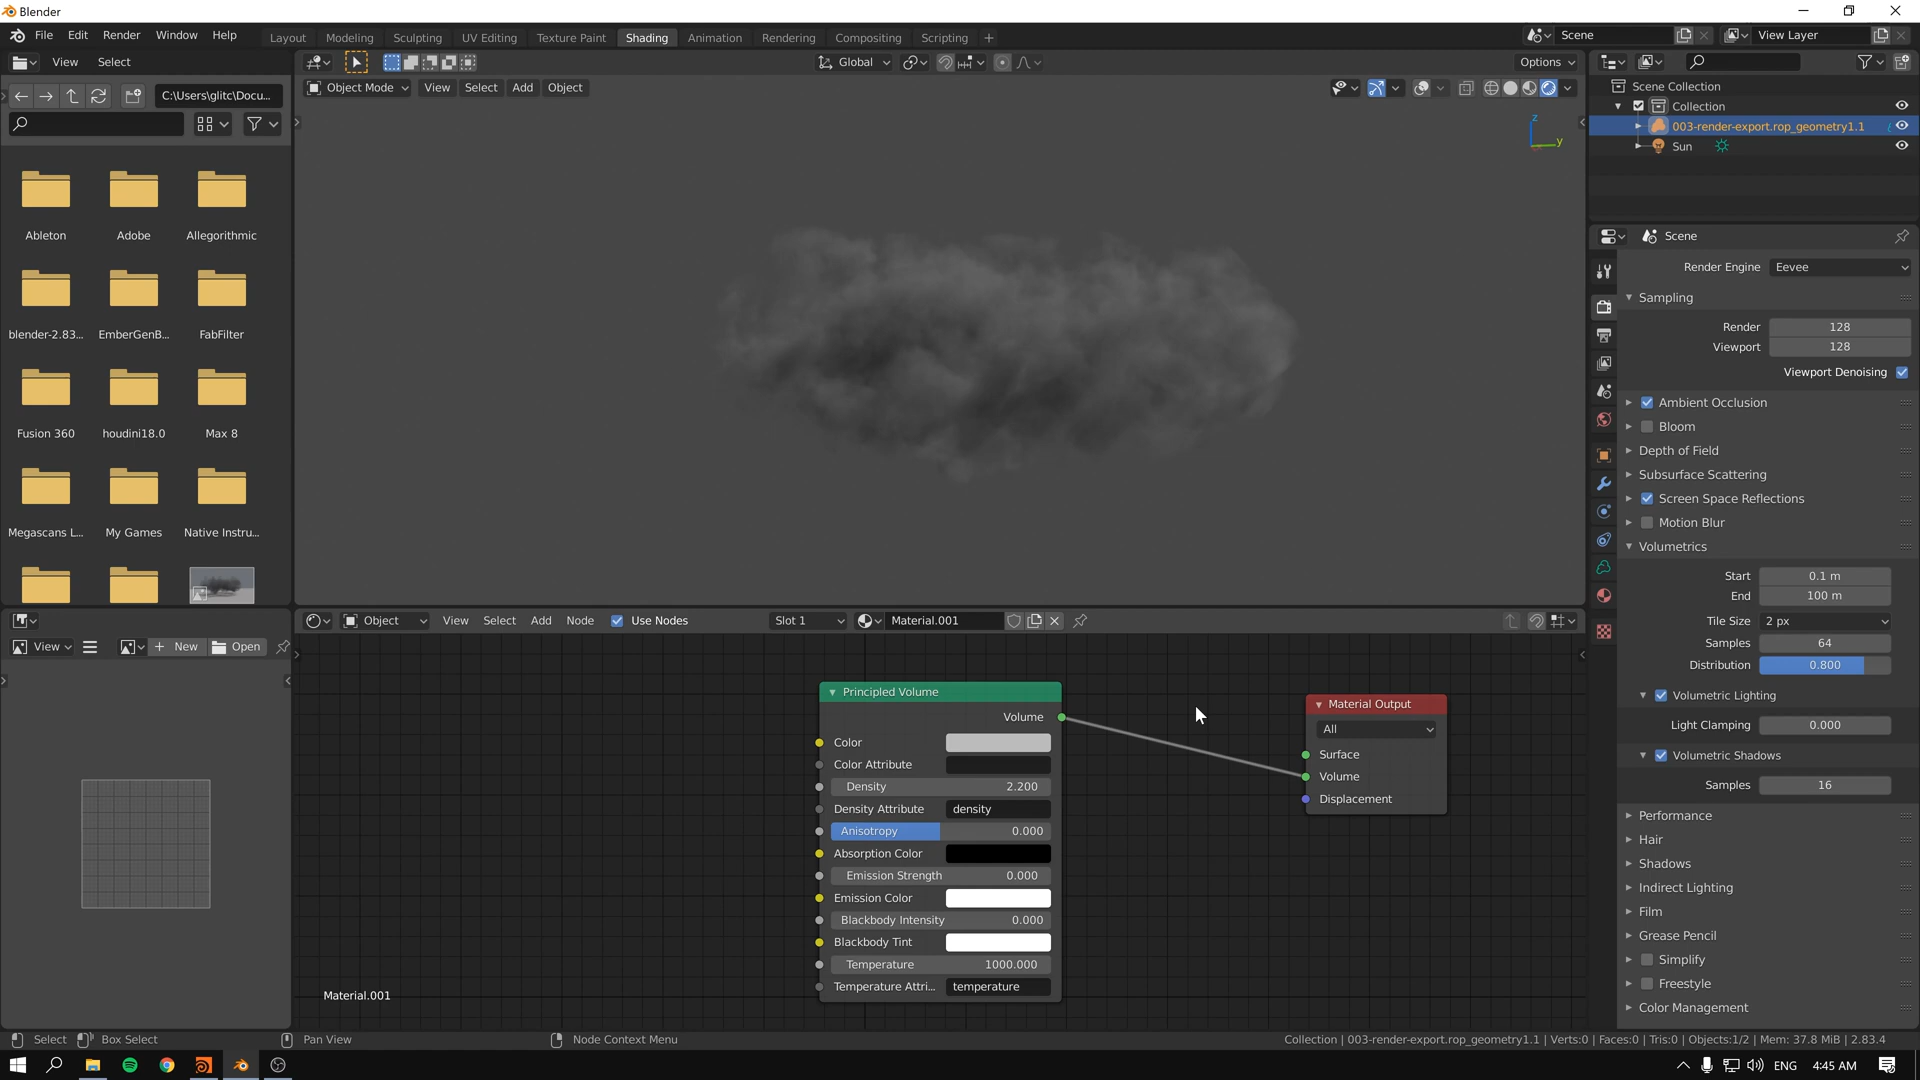 Blender
File Edit Render Window Help
Layout Modeling Sculpting UV Editing Texture Paint Shading Animation Rendering Compositing Scripting +
Scene
View Layer
View Select
C:\Users\glitc\Docu...
Ableton Adobe Allegorithmic
blender-2.83... EmberGenB... FabFilter
Fusion 360 houdini18.0 Max 8
Megascans L... My Games Native Instru...
Global
Options
Object Mode View Select Add Object
z
y
Scene Collection
Collection
003-render-export.rop_geometry1.1
Sun
Scene
Render Engine Eevee
Sampling
Render 128
Viewport 128
Viewport Denoising
Ambient Occlusion
Bloom
Depth of Field
Subsurface Scattering
Screen Space Reflections
Motion Blur
Volumetrics
Start 0.1 m
End 100 m
Tile Size 2 px
Samples 64
Distribution 0.800
Volumetric Lighting
Light Clamping 0.000
Volumetric Shadows
Samples 16
Performance
Hair
Shadows
Indirect Lighting
Film
Grease Pencil
Simplify
Freestyle
Color Management
View + New Open
Object View Select Add Node Use Nodes Slot 1 Material.001
Principled Volume
Volume
Color
Color Attribute
Density 2.200
Density Attribute density
Anisotropy 0.000
Absorption Color
Emission Strength 0.000
Emission Color
Blackbody Intensity 0.000
Blackbody Tint
Temperature 1000.000
Temperature Attri... temperature
Material Output
All
Surface
Volume
Displacement
Material.001
Select Box Select Pan View Node Context Menu
Collection | 003-render-export.rop_geometry1.1 | Verts:0 | Faces:0 | Tris:0 | Objects:1/2 | Mem: 37.8 MiB | 2.83.4
ENG 4:45 AM